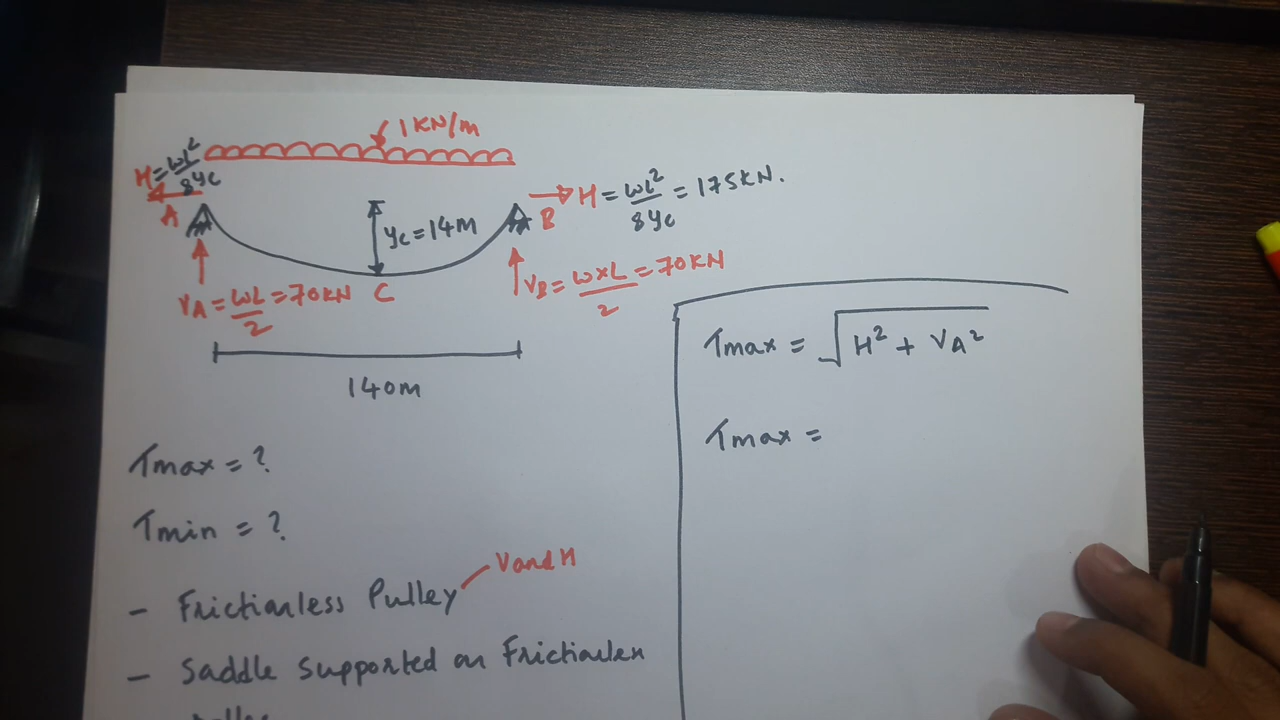 1KN/m
H = wl²/8yc
A
yc = 14m
B
H = wl²/8yc = 175KN.
VA = wL/2 = 70KN
C
VB = w×L/2 = 70KN
140m
Tmax = √H² + VA²
Tmax =
Tmax = ?
Tmin = ?
- Frictionless Pulley
V and H
- Saddle supported on